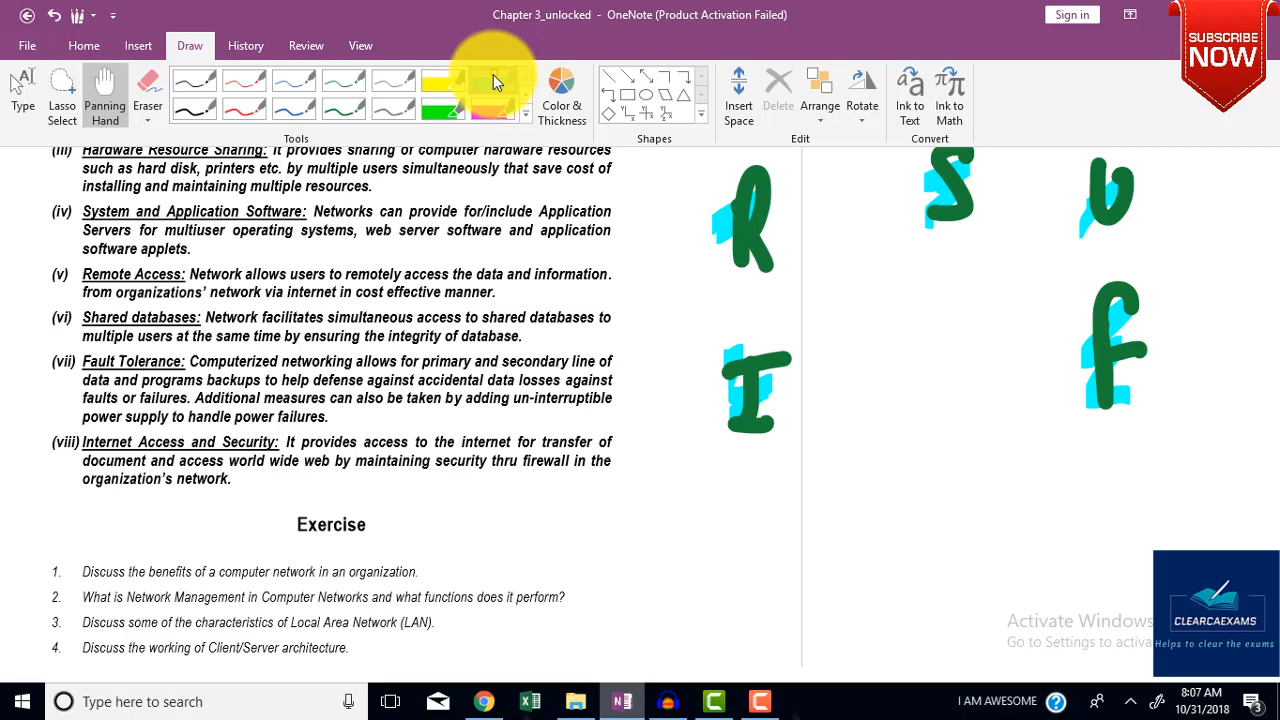 Chapter 3_unlocked - OneNote (Product Activation Failed)
Sign in
SUBSCRIBE
NOW
File Home Insert Draw History Review View
Type
Lasso Select
Panning Hand
Eraser
Color & Thickness
Insert Space
Delete
Arrange
Rotate
Ink to Text
Ink to Math
Tools Shapes Edit Convert
(iii) Hardware Resource Sharing: It provides sharing of computer hardware resources
such as hard disk, printers etc. by multiple users simultaneously that save cost of
installing and maintaining multiple resources.
(iv) System and Application Software: Networks can provide for/include Application
Servers for multiuser operating systems, web server software and application
software applets.
(v) Remote Access: Network allows users to remotely access the data and information.
from organizations' network via internet in cost effective manner.
(vi) Shared databases: Network facilitates simultaneous access to shared databases to
multiple users at the same time by ensuring the integrity of database.
(vii) Fault Tolerance: Computerized networking allows for primary and secondary line of
data and programs backups to help defense against accidental data losses against
faults or failures. Additional measures can also be taken by adding un-interruptible
power supply to handle power failures.
(viii) Internet Access and Security: It provides access to the internet for transfer of
document and access world wide web by maintaining security thru firewall in the
organization's network.
Exercise
1. Discuss the benefits of a computer network in an organization.
2. What is Network Management in Computer Networks and what functions does it perform?
3. Discuss some of the characteristics of Local Area Network (LAN).
4. Discuss the working of Client/Server architecture.
R S U
I F
Activate Windows
Go to Settings to activa
CLEARCAEXAMS
Helps to clear the exams
Type here to search
I AM AWESOME
8:07 AM
10/31/2018
3